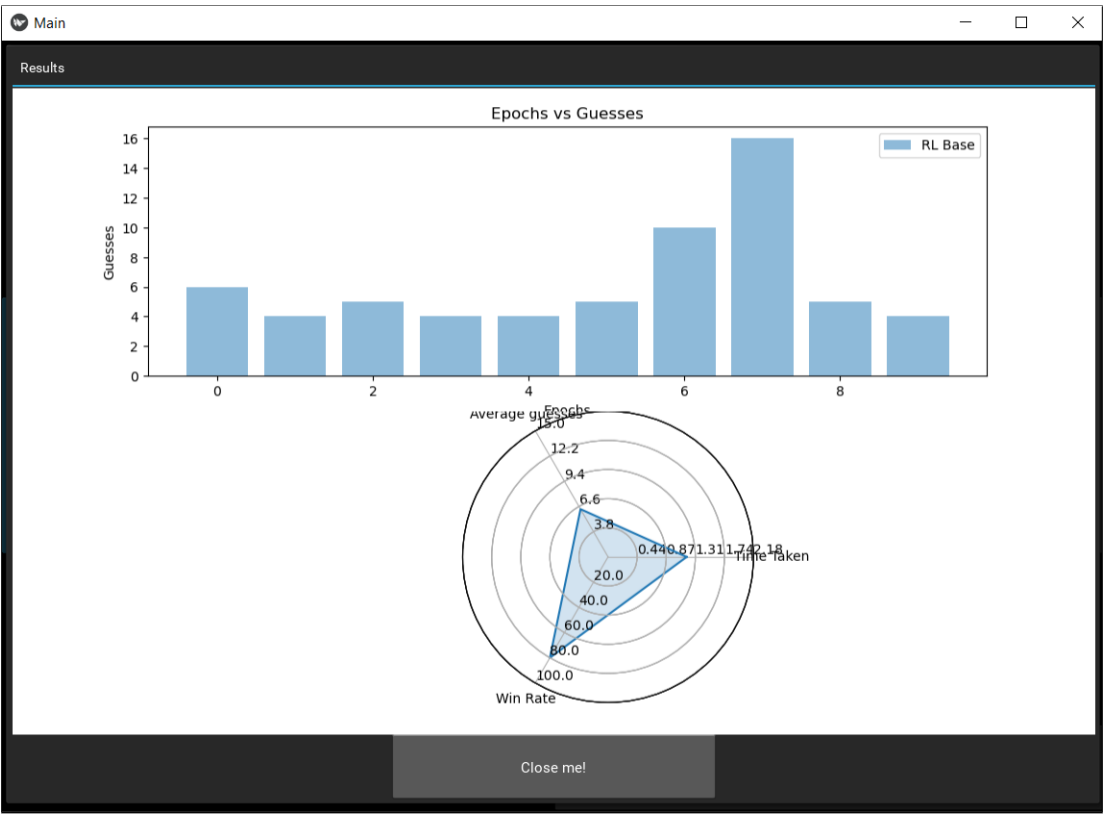 Main
Results
Epochs vs Guesses
RL Base
Guesses
16
14
12
10
8
6
4
2
0
0 2 4 6 8
Epochs
Average guesses
15.0
12.2
9.4
6.6
3.8
0.44 0.87 1.31 1.74 2.18
Time Taken
20.0
40.0
60.0
80.0
100.0
Win Rate
Close me!